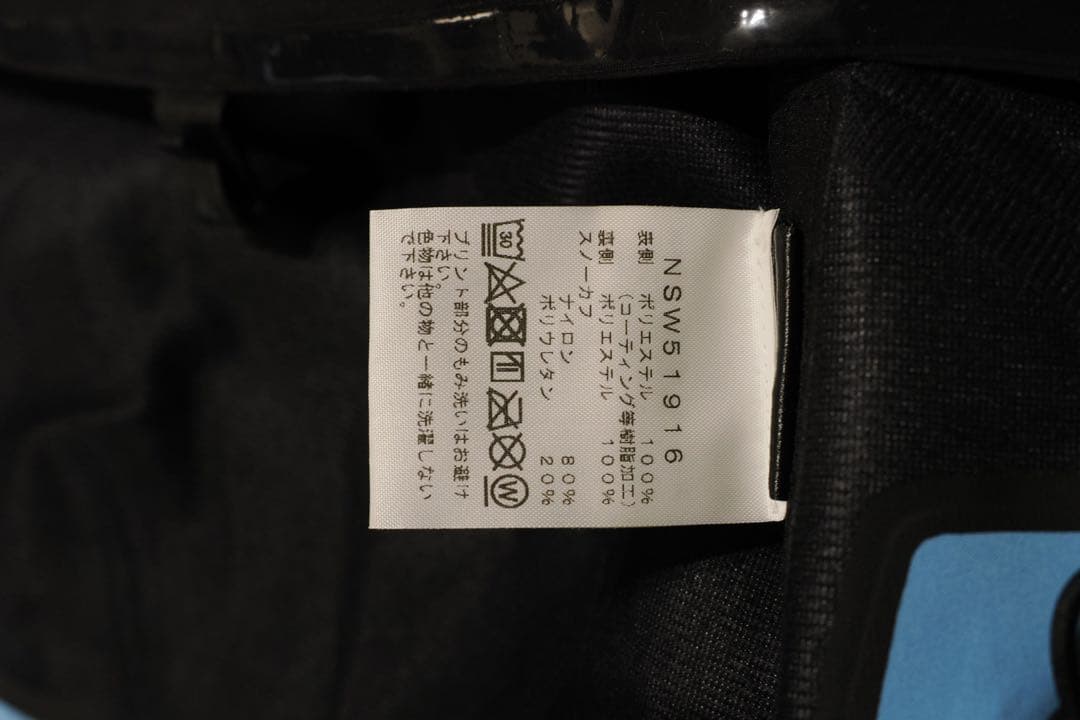 NSW51916
表側 ポリエステル 100%
(コーティング等樹脂加工)
裏側 ポリエステル 100%
スノーカフ
ナイロン 80%
ポリウレタン 20%
30
W
プリント部分のもみ洗いはお避け
下さい。
色物は他の物と一緒に洗濯しない
で下さい。